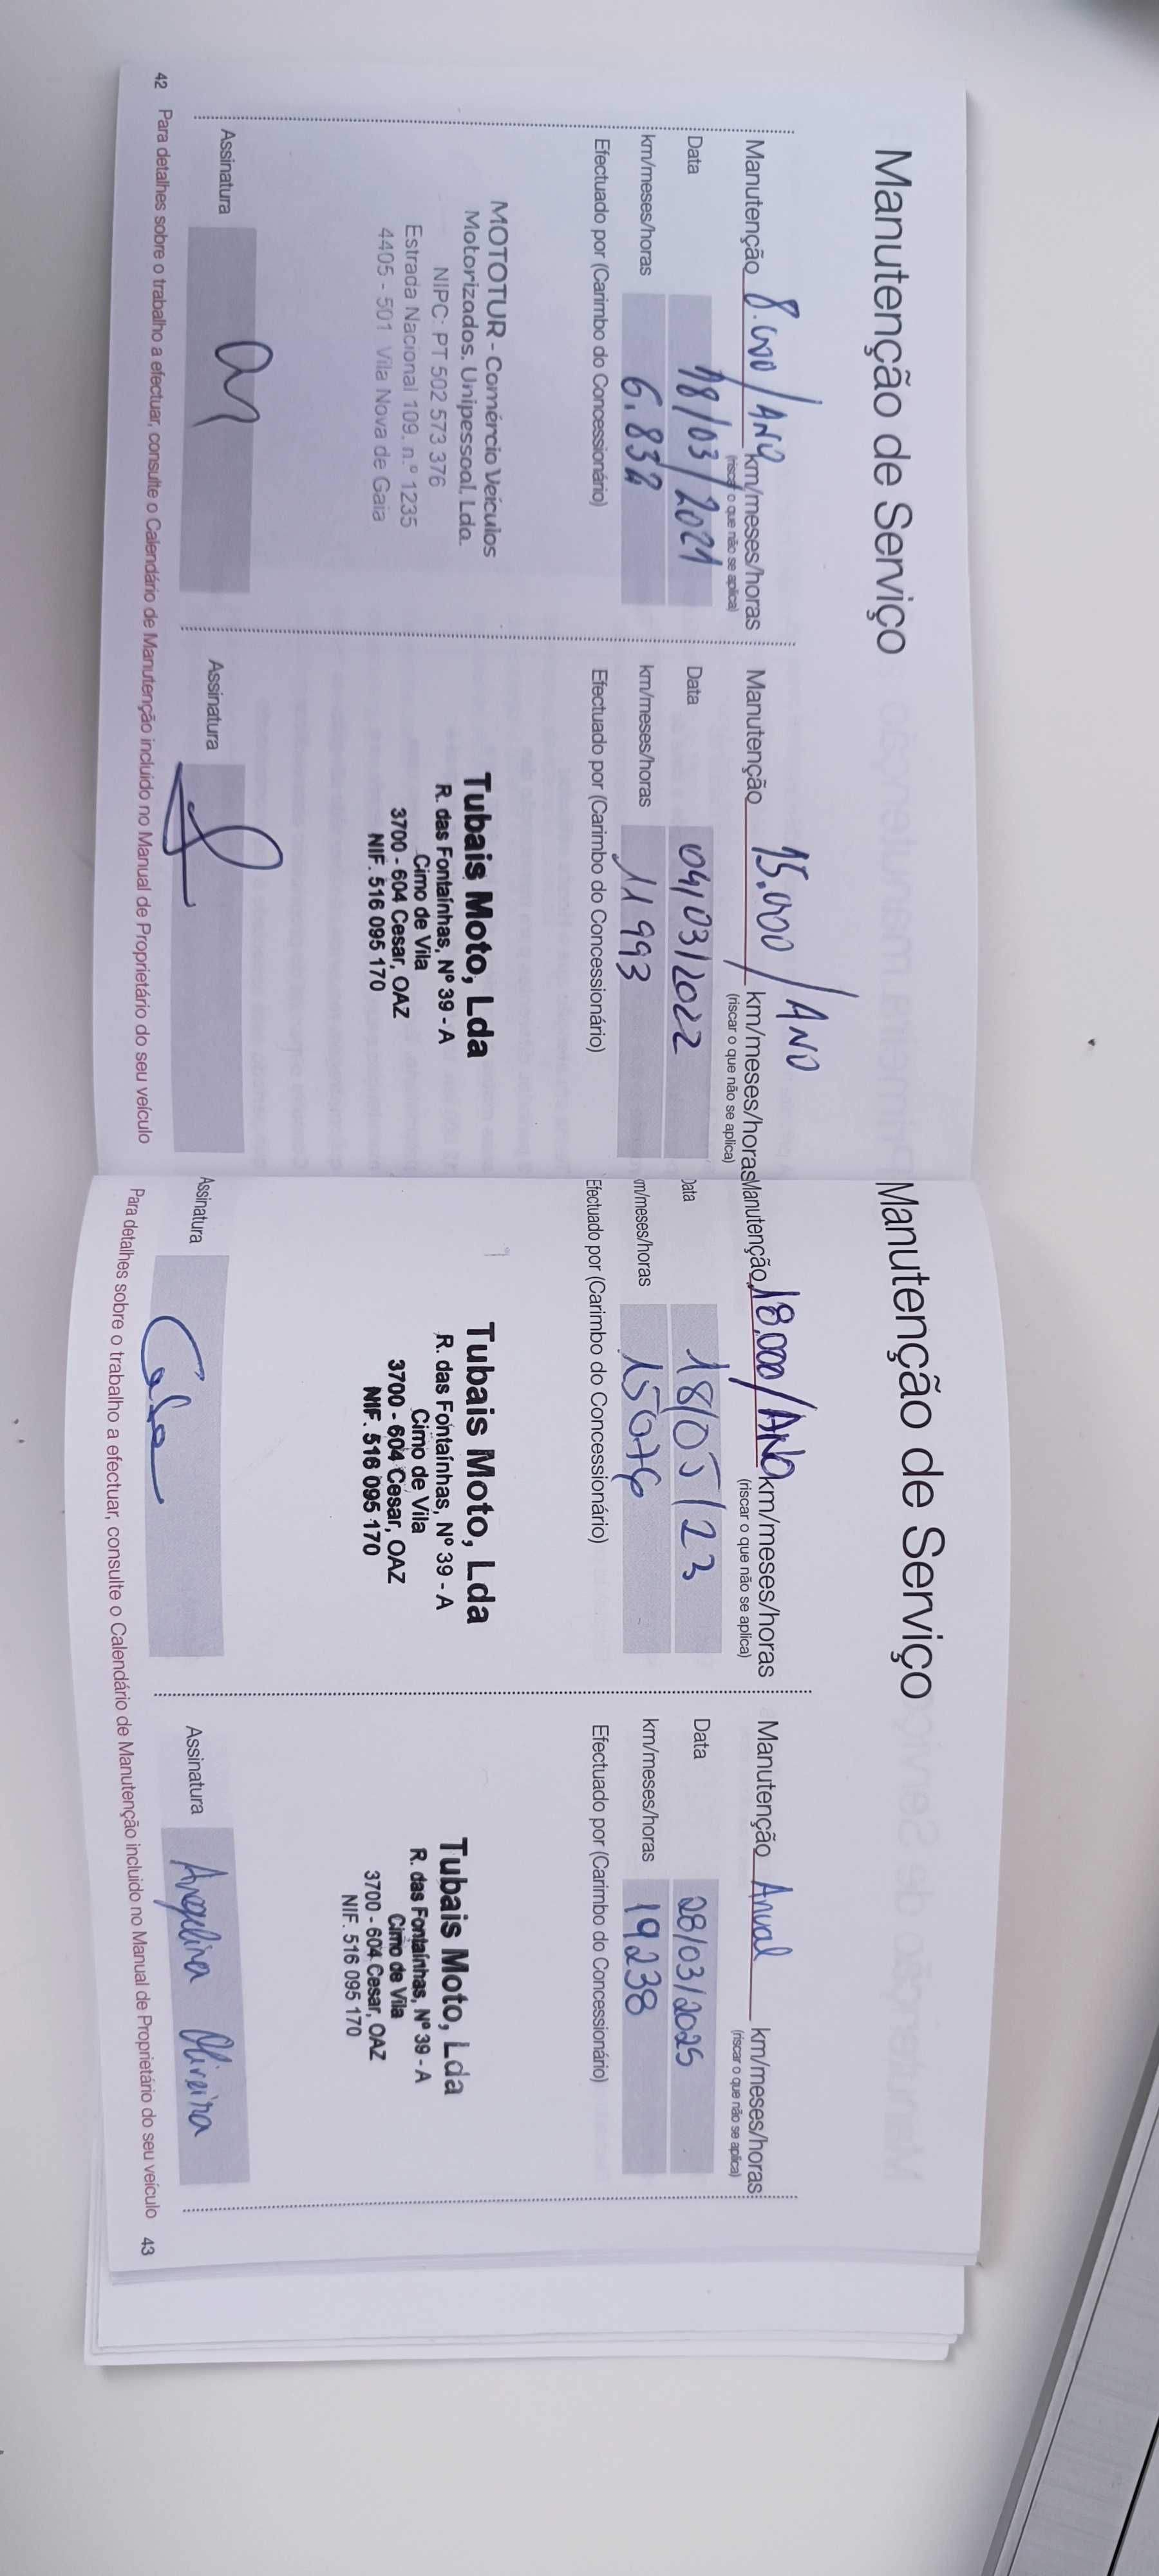 Manutenção de Serviço
Manutenção 8.000 / ANO km/meses/horas
(riscar o que não se aplica)
Data 18/03/2021
km/meses/horas 6.832
Efectuado por (Carimbo do Concessionário)
MOTOTUR - Comércio Veículos
Motorizados, Unipessoal, Lda.
NIPC: PT 502 573 376
Estrada Nacional 109, n.º 1235
4405 - 501 Vila Nova de Gaia
Assinatura
Manutenção 15.000 / ANO km/meses/horas
(riscar o que não se aplica)
Data 04/03/2022
km/meses/horas 11993
Efectuado por (Carimbo do Concessionário)
Tubais Moto, Lda
R. das Fontaínhas, Nº 39 - A
Cimo de Vila
3700 - 604 Cesar, OAZ
NIF. 516 095 170
Assinatura
42 Para detalhes sobre o trabalho a efectuar, consulte o Calendário de Manutenção incluido no Manual de Proprietário do seu veículo
Manutenção de Serviço
Manutenção 18.000 / ANO km/meses/horas
(riscar o que não se aplica)
Data 18/05/23
km/meses/horas 15076
Efectuado por (Carimbo do Concessionário)
Tubais Moto, Lda
R. das Fontaínhas, Nº 39 - A
Cimo de Vila
3700 - 604 Cesar, OAZ
NIF. 516 095 170
Assinatura
Manutenção Anual km/meses/horas
(riscar o que não se aplica)
Data 28/03/2025
km/meses/horas 19238
Efectuado por (Carimbo do Concessionário)
Tubais Moto, Lda
R. das Fontaínhas, Nº 39 - A
Cimo de Vila
3700 - 604 Cesar, OAZ
NIF. 516 095 170
Assinatura Angelina Oliveira
Para detalhes sobre o trabalho a efectuar, consulte o Calendário de Manutenção incluido no Manual de Proprietário do seu veículo 43